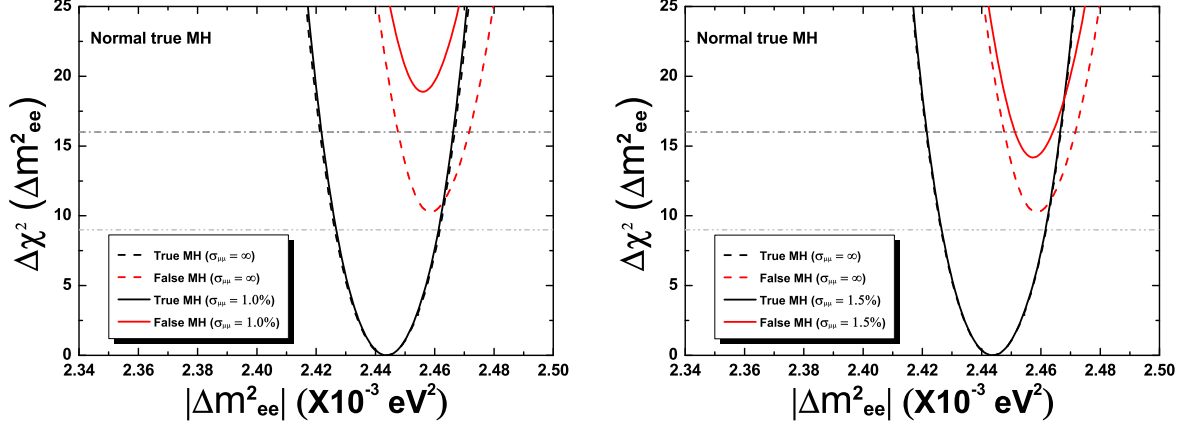 Normal true MH
Δχ² (Δm²ee)
25
20
15
10
5
0
True MH (σμμ = ∞)
False MH (σμμ = ∞)
True MH (σμμ = 1.0%)
False MH (σμμ = 1.0%)
2.34 2.36 2.38 2.40 2.42 2.44 2.46 2.48 2.50
|Δm²ee| (X10⁻³ eV²)
Normal true MH
Δχ² (Δm²ee)
25
20
15
10
5
0
True MH (σμμ = ∞)
False MH (σμμ = ∞)
True MH (σμμ = 1.5%)
False MH (σμμ = 1.5%)
2.34 2.36 2.38 2.40 2.42 2.44 2.46 2.48 2.50
|Δm²ee| (X10⁻³ eV²)